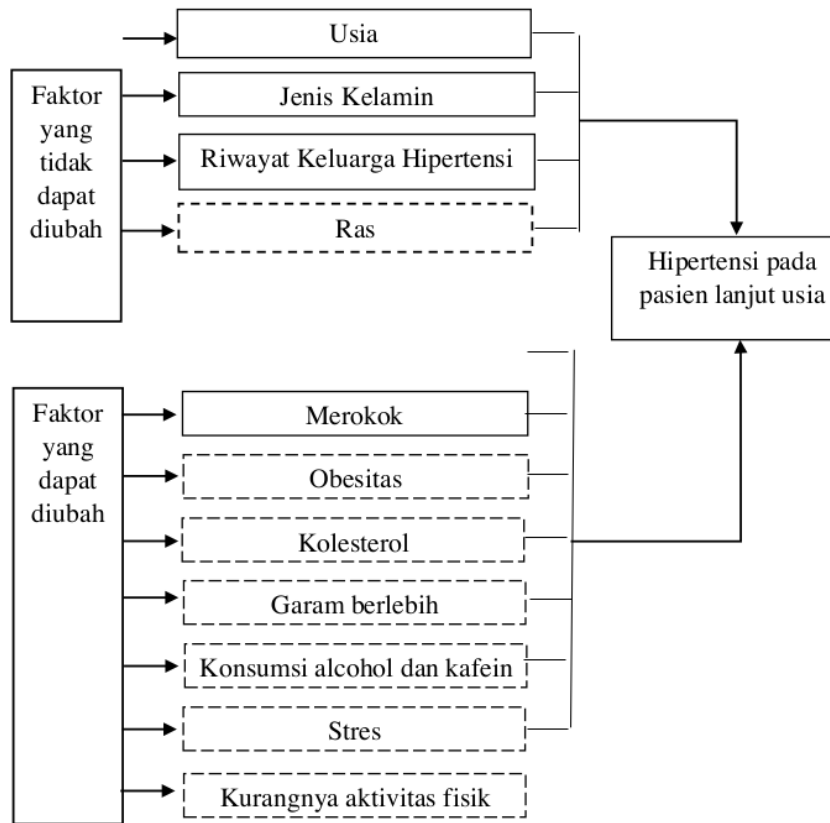 Usia
Faktor
yang
tidak
dapat
diubah
Jenis Kelamin
Riwayat Keluarga Hipertensi
Ras
Hipertensi pada
pasien lanjut usia
Faktor
yang
dapat
diubah
Merokok
Obesitas
Kolesterol
Garam berlebih
Konsumsi alcohol dan kafein
Stres
Kurangnya aktivitas fisik